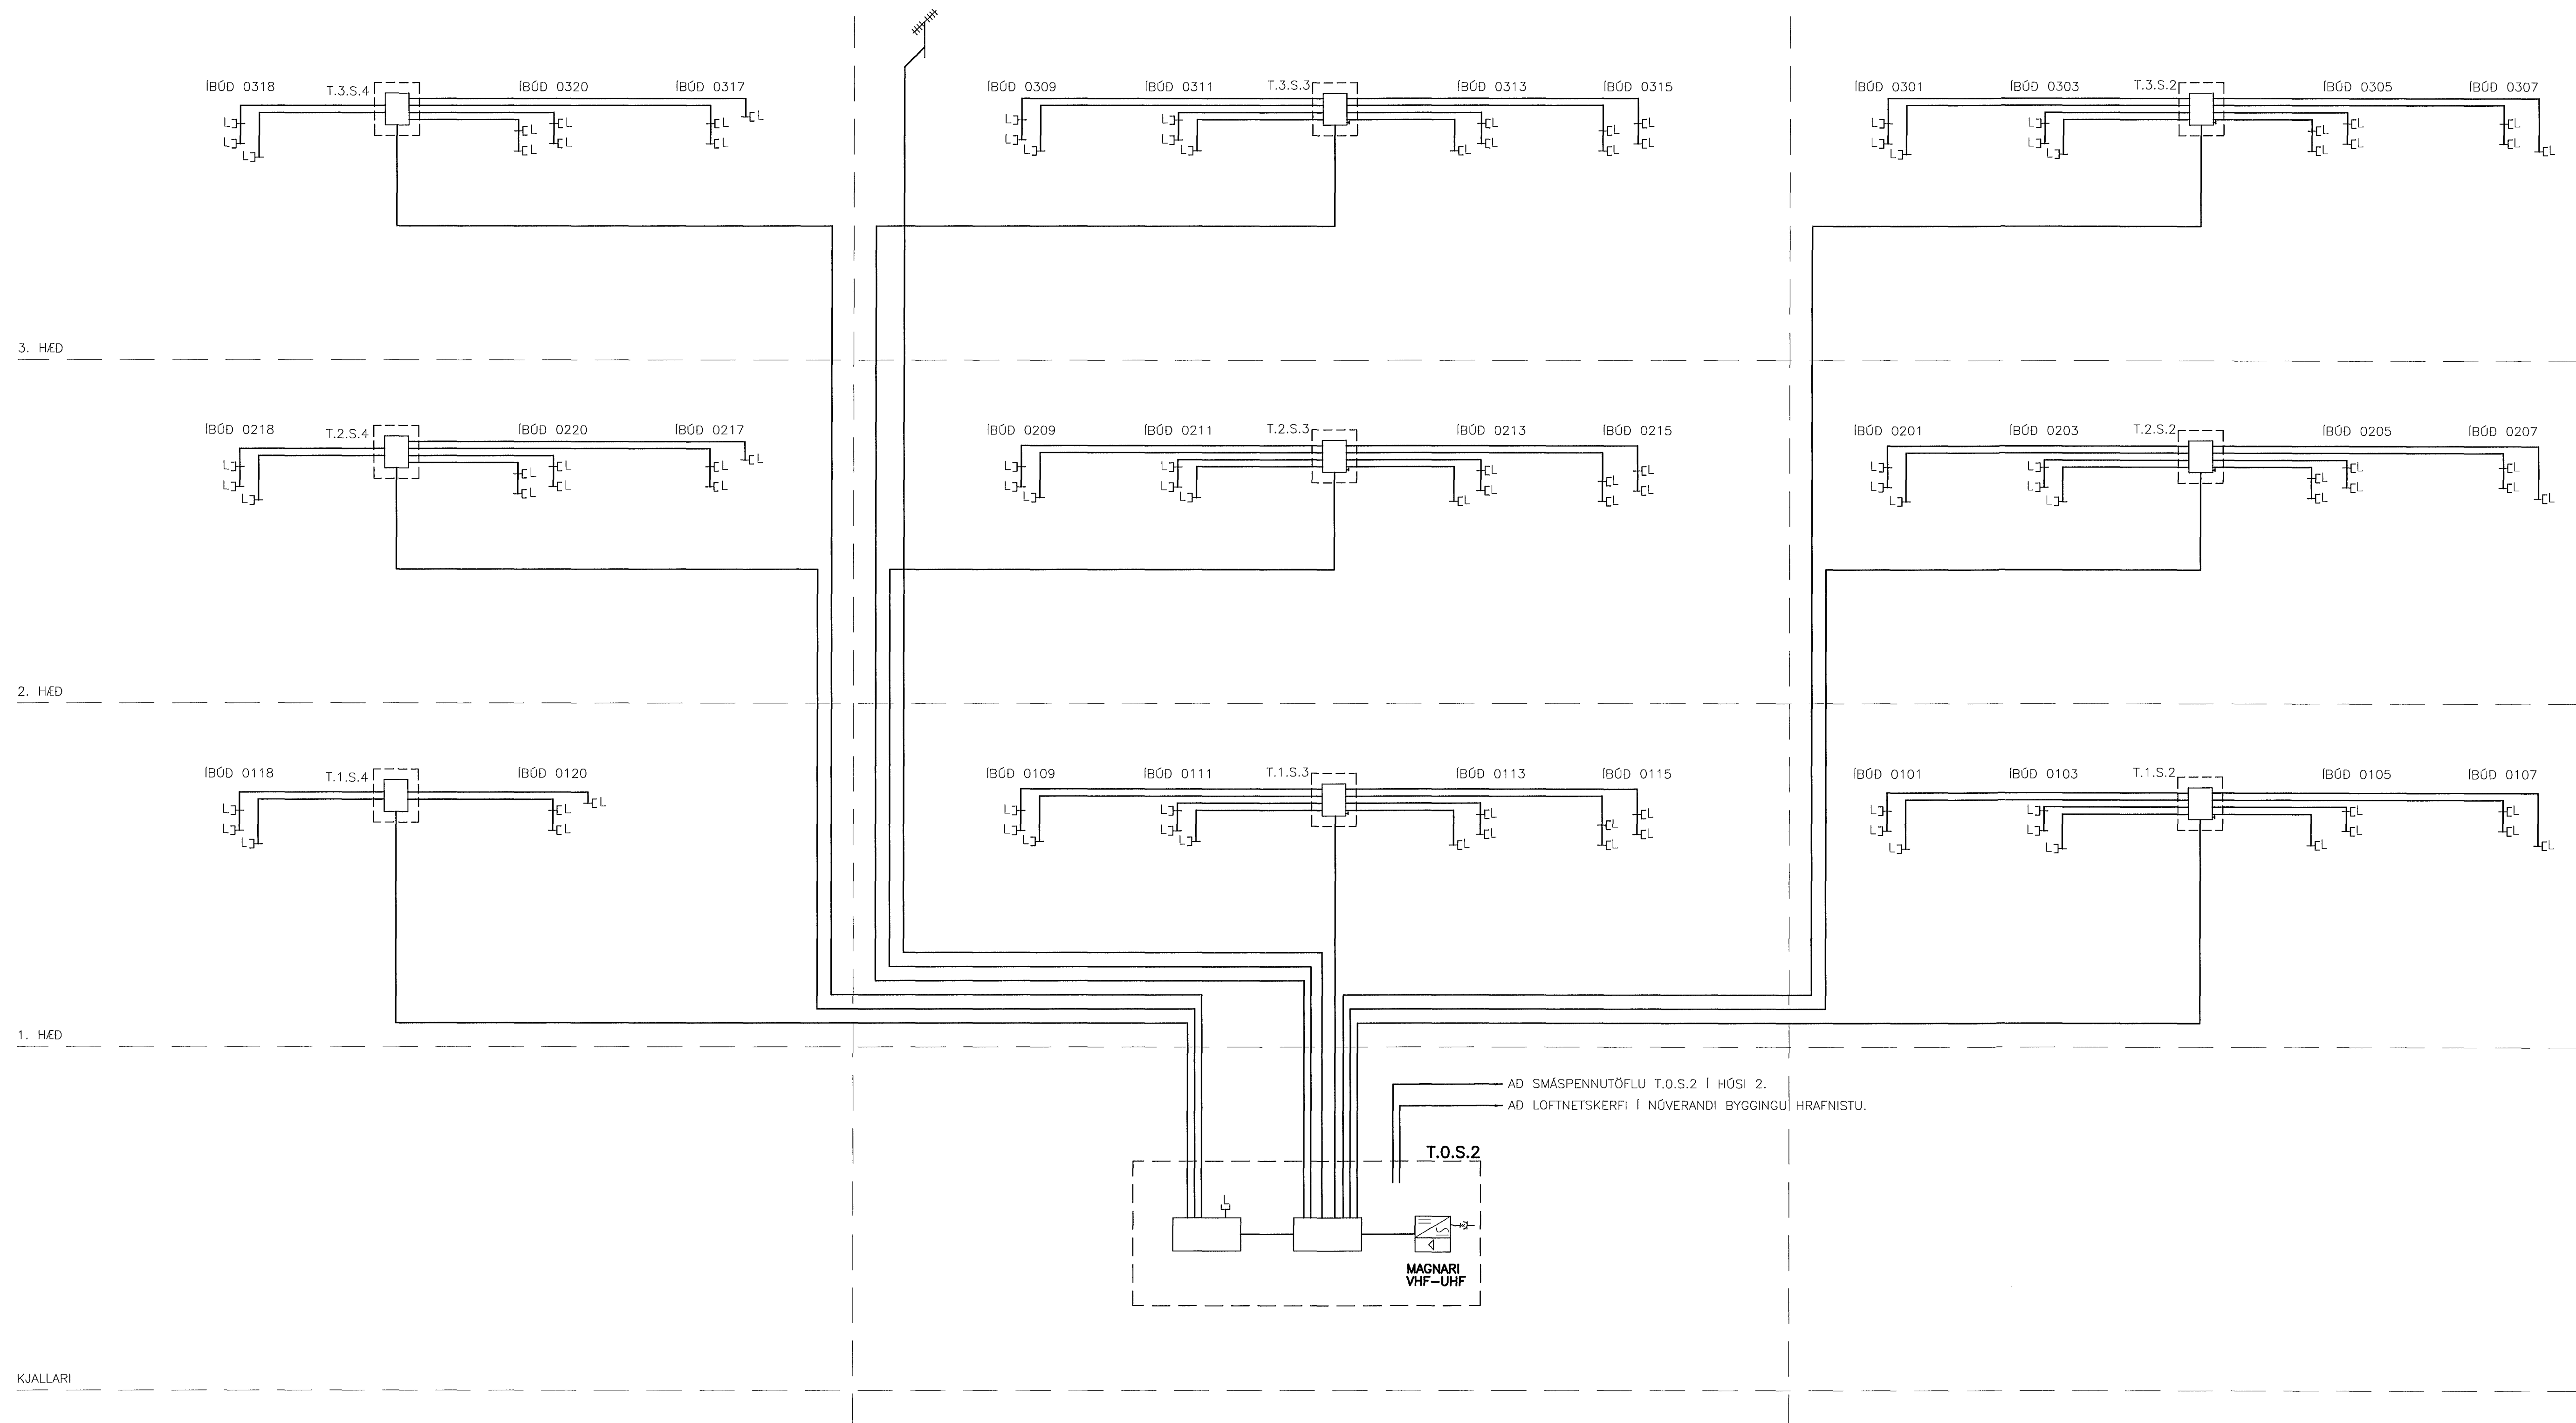 ÍBÚÐ 0318 T.3.S.4 ÍBÚÐ 0320 ÍBÚÐ 0317 ÍBÚÐ 0309 ÍBÚÐ 0311 T.3.S.3 ÍBÚÐ 0313 ÍBÚÐ 0315 ÍBÚÐ 0301 ÍBÚÐ 0303 T.3.S.2 ÍBÚÐ 0305 ÍBÚÐ 0307
L L L L L L L L L L L L L L L L L L L L L L
L L L L L L L L L L
3. HÆÐ
ÍBÚÐ 0218 T.2.S.4 ÍBÚÐ 0220 ÍBÚÐ 0217 ÍBÚÐ 0209 ÍBÚÐ 0211 T.2.S.3 ÍBÚÐ 0213 ÍBÚÐ 0215 ÍBÚÐ 0201 ÍBÚÐ 0203 T.2.S.2 ÍBÚÐ 0205 ÍBÚÐ 0207
L L L L L L L L L L L L L L L L L L L L L L
L L L L L L L L L L
2. HÆÐ
ÍBÚÐ 0118 T.1.S.4 ÍBÚÐ 0120 ÍBÚÐ 0109 ÍBÚÐ 0111 T.1.S.3 ÍBÚÐ 0113 ÍBÚÐ 0115 ÍBÚÐ 0101 ÍBÚÐ 0103 T.1.S.2 ÍBÚÐ 0105 ÍBÚÐ 0107
L L L L L L L L L L L L L L L L L
L L L L L L L L L L
1. HÆÐ
AÐ SMÁSPENNUTÖFLU T.0.S.2 Í HÚSI 2.
AÐ LOFTNETSKERFI Í NÚVERANDI BYGGINGU HRAFNISTU.
T.0.S.2
L
MAGNARI
VHF-UHF
KJALLARI